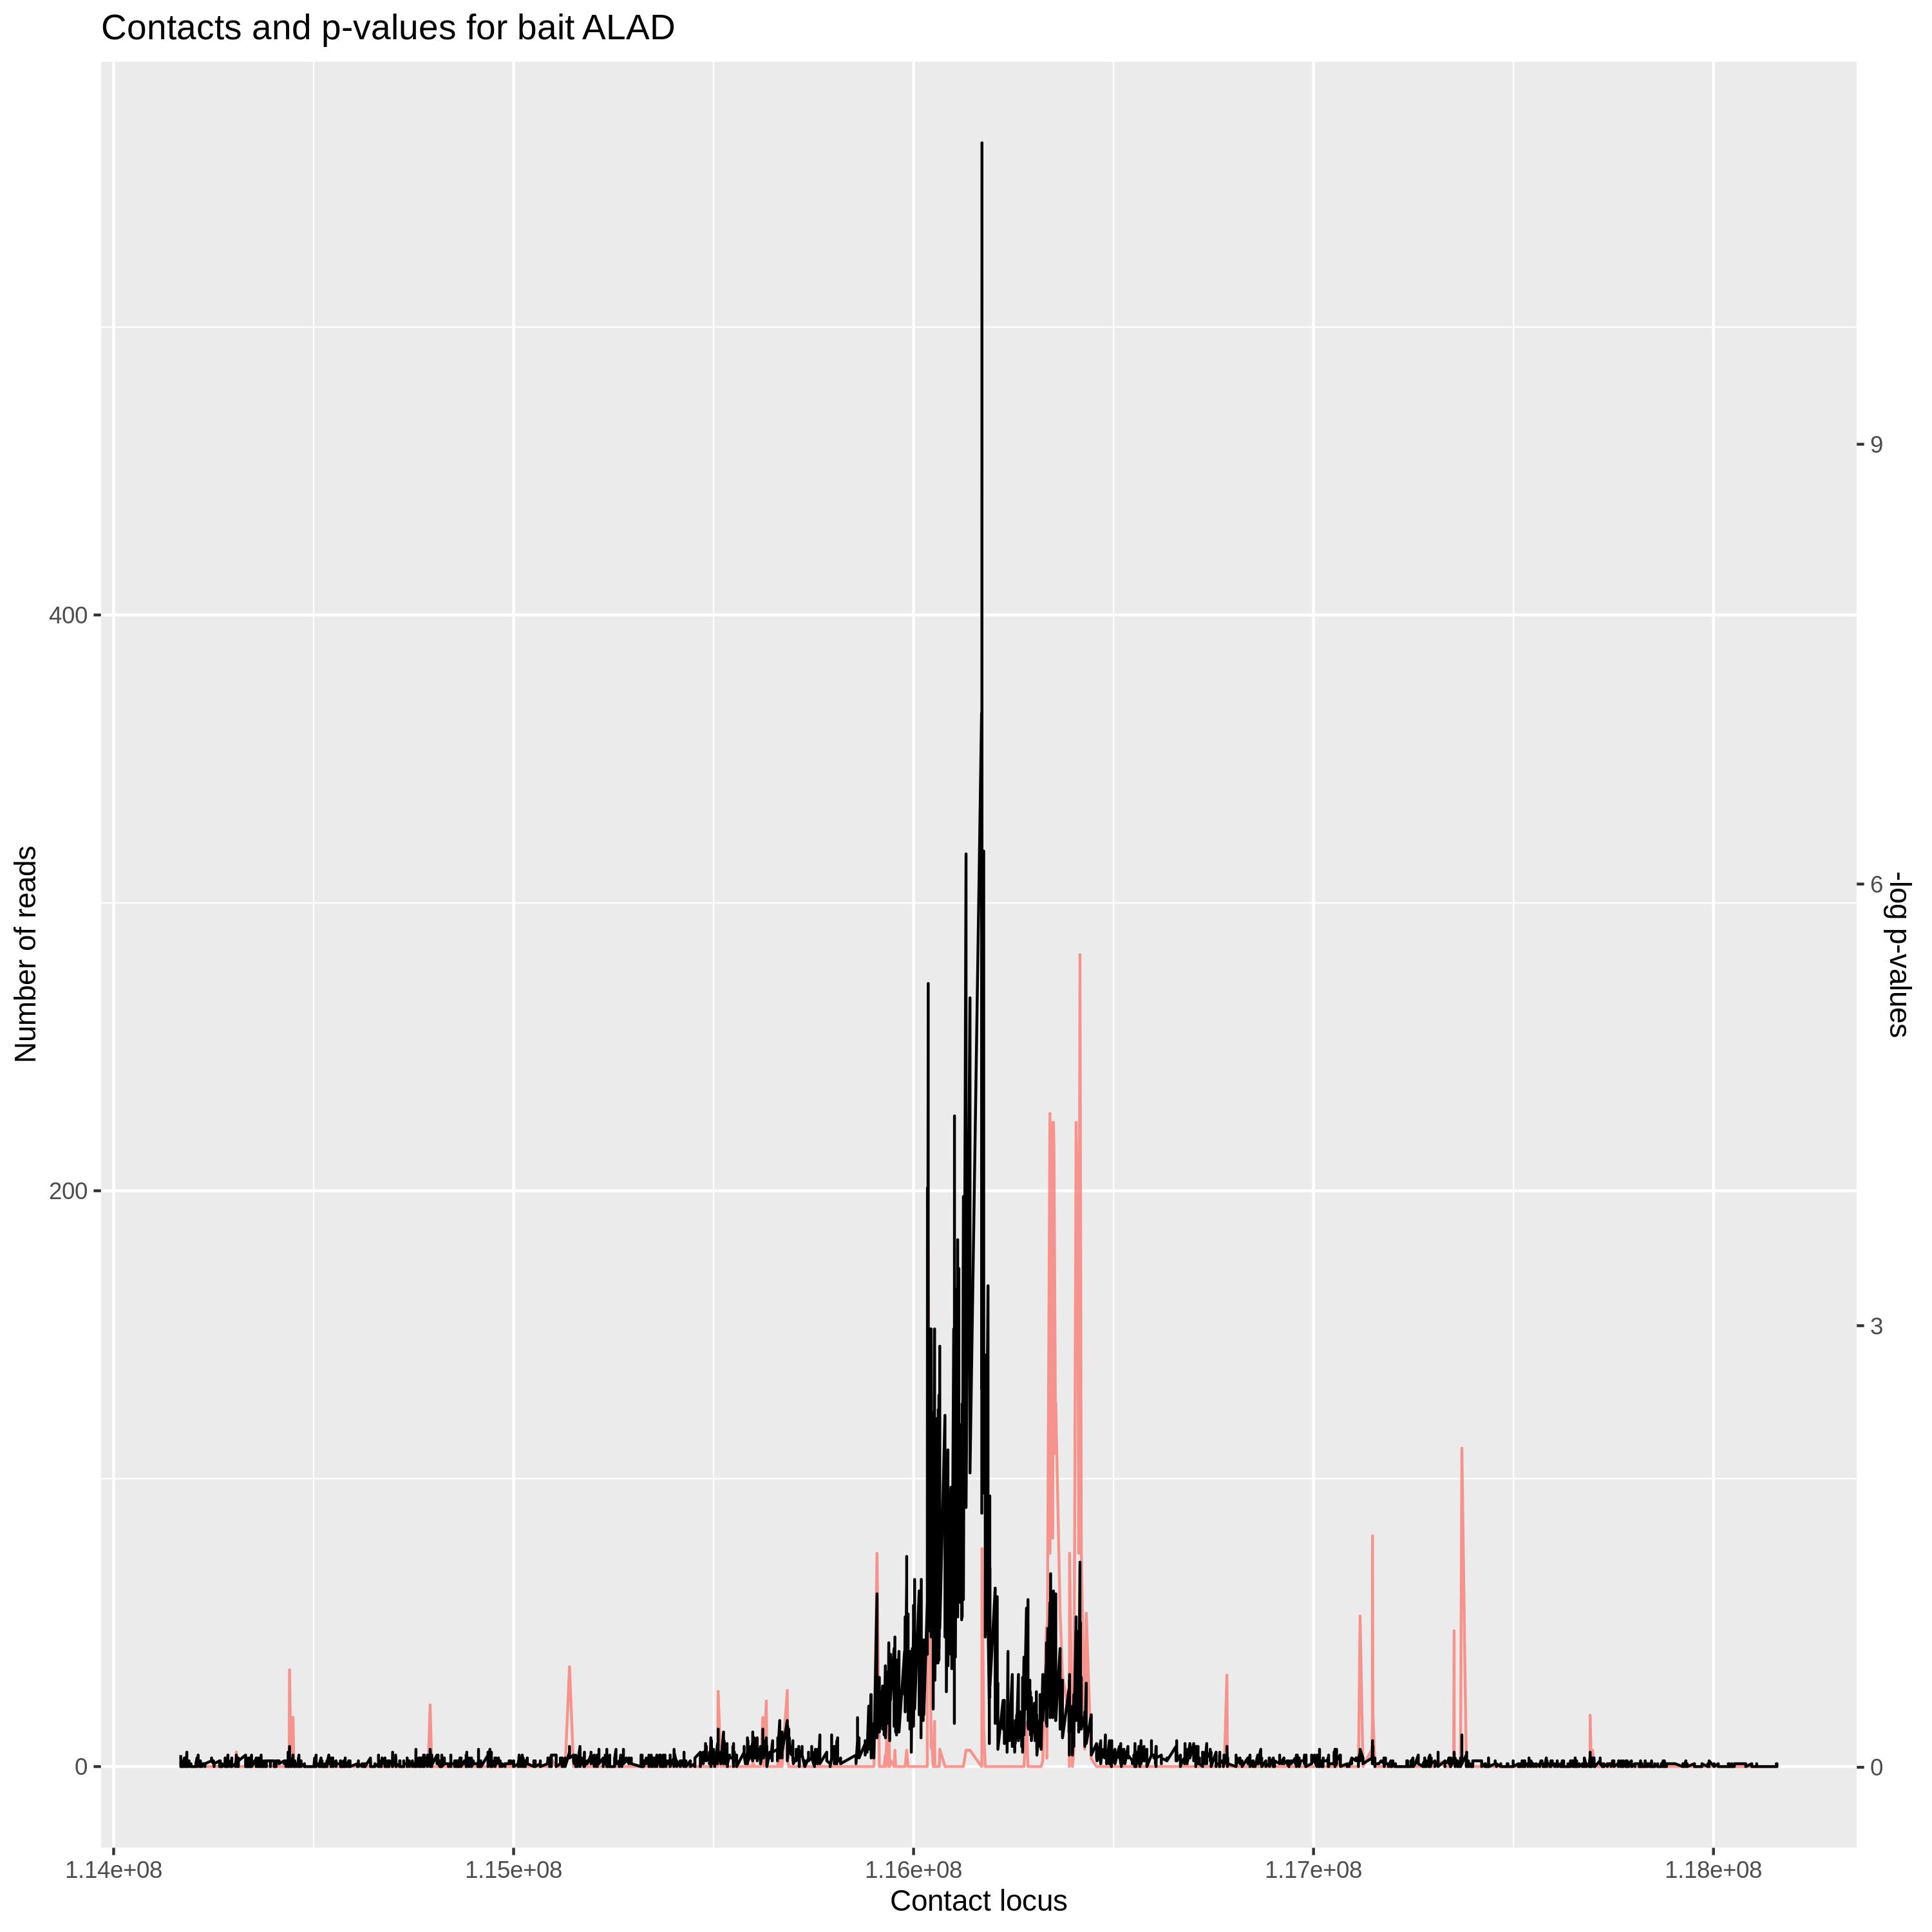 Contacts and p-values for bait ALAD
Number of reads
400
200
0
9
6
3
0
-log p-values
1.14e+08
1.15e+08
1.16e+08
1.17e+08
1.18e+08
Contact locus